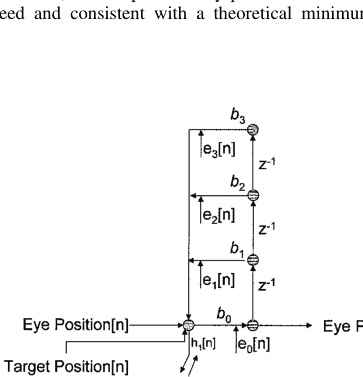 eed and consistent with a theoretical minimum
b₃
e₃[n]
z⁻¹
b₂
e₂[n]
z⁻¹
b₁
e₁[n]
z⁻¹
Eye Position[n]
b₀
Eye P
h₁[n]
e₀[n]
Target Position[n]